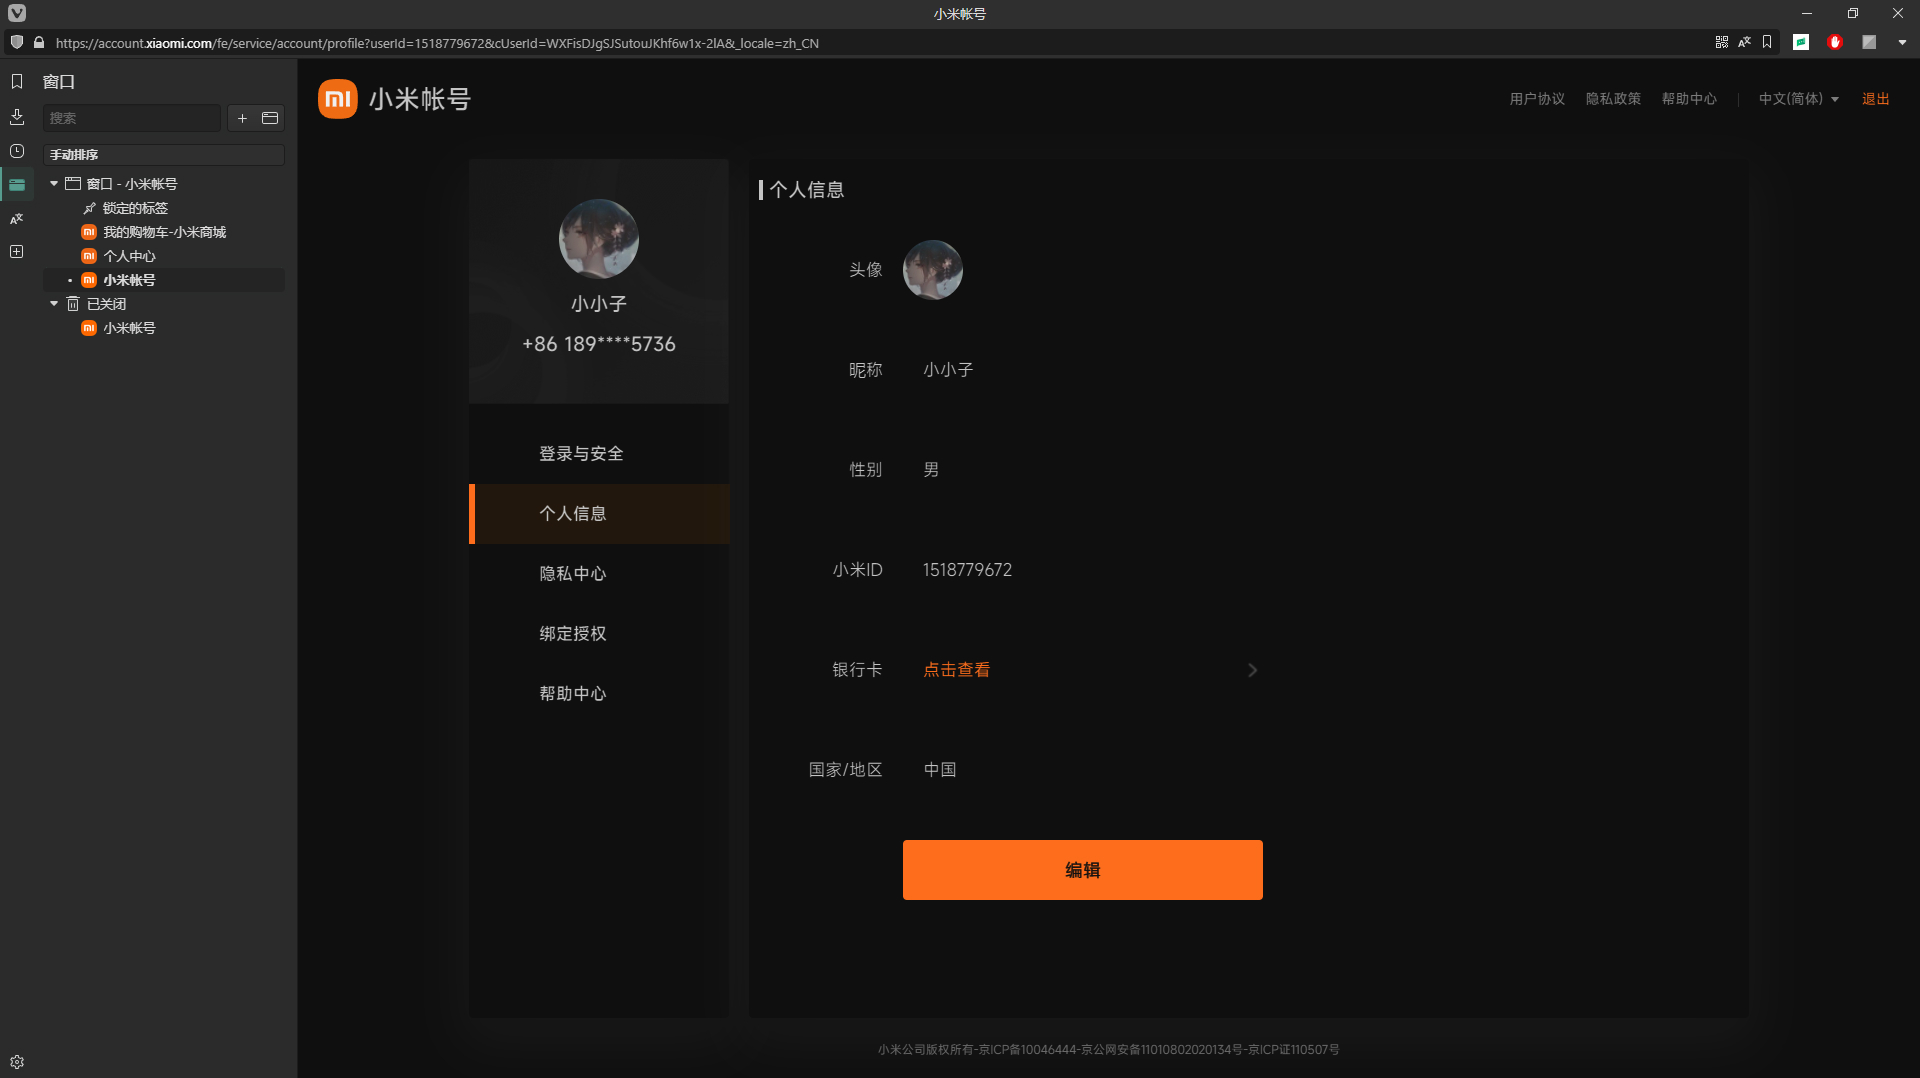 小米帐号
https://account.xiaomi.com/fe/service/account/profile?userId=1518779672&cUserId=WXFisDJgSJSutouJKhf6w1x-2lA&_locale=zh_CN
窗口
搜索
手动排序
窗口 - 小米帐号
锁定的标签
我的购物车-小米商城
个人中心
小米帐号
已关闭
小米帐号
小米帐号
用户协议 隐私政策 帮助中心 | 中文(简体) 退出
小小子
+86 189****5736
登录与安全
个人信息
隐私中心
绑定授权
帮助中心
个人信息
头像
昵称 小小子
性别 男
小米ID 1518779672
银行卡 点击查看
国家/地区 中国
编辑
小米公司版权所有-京ICP备10046444-京公网安备11010802020134号-京ICP证110507号